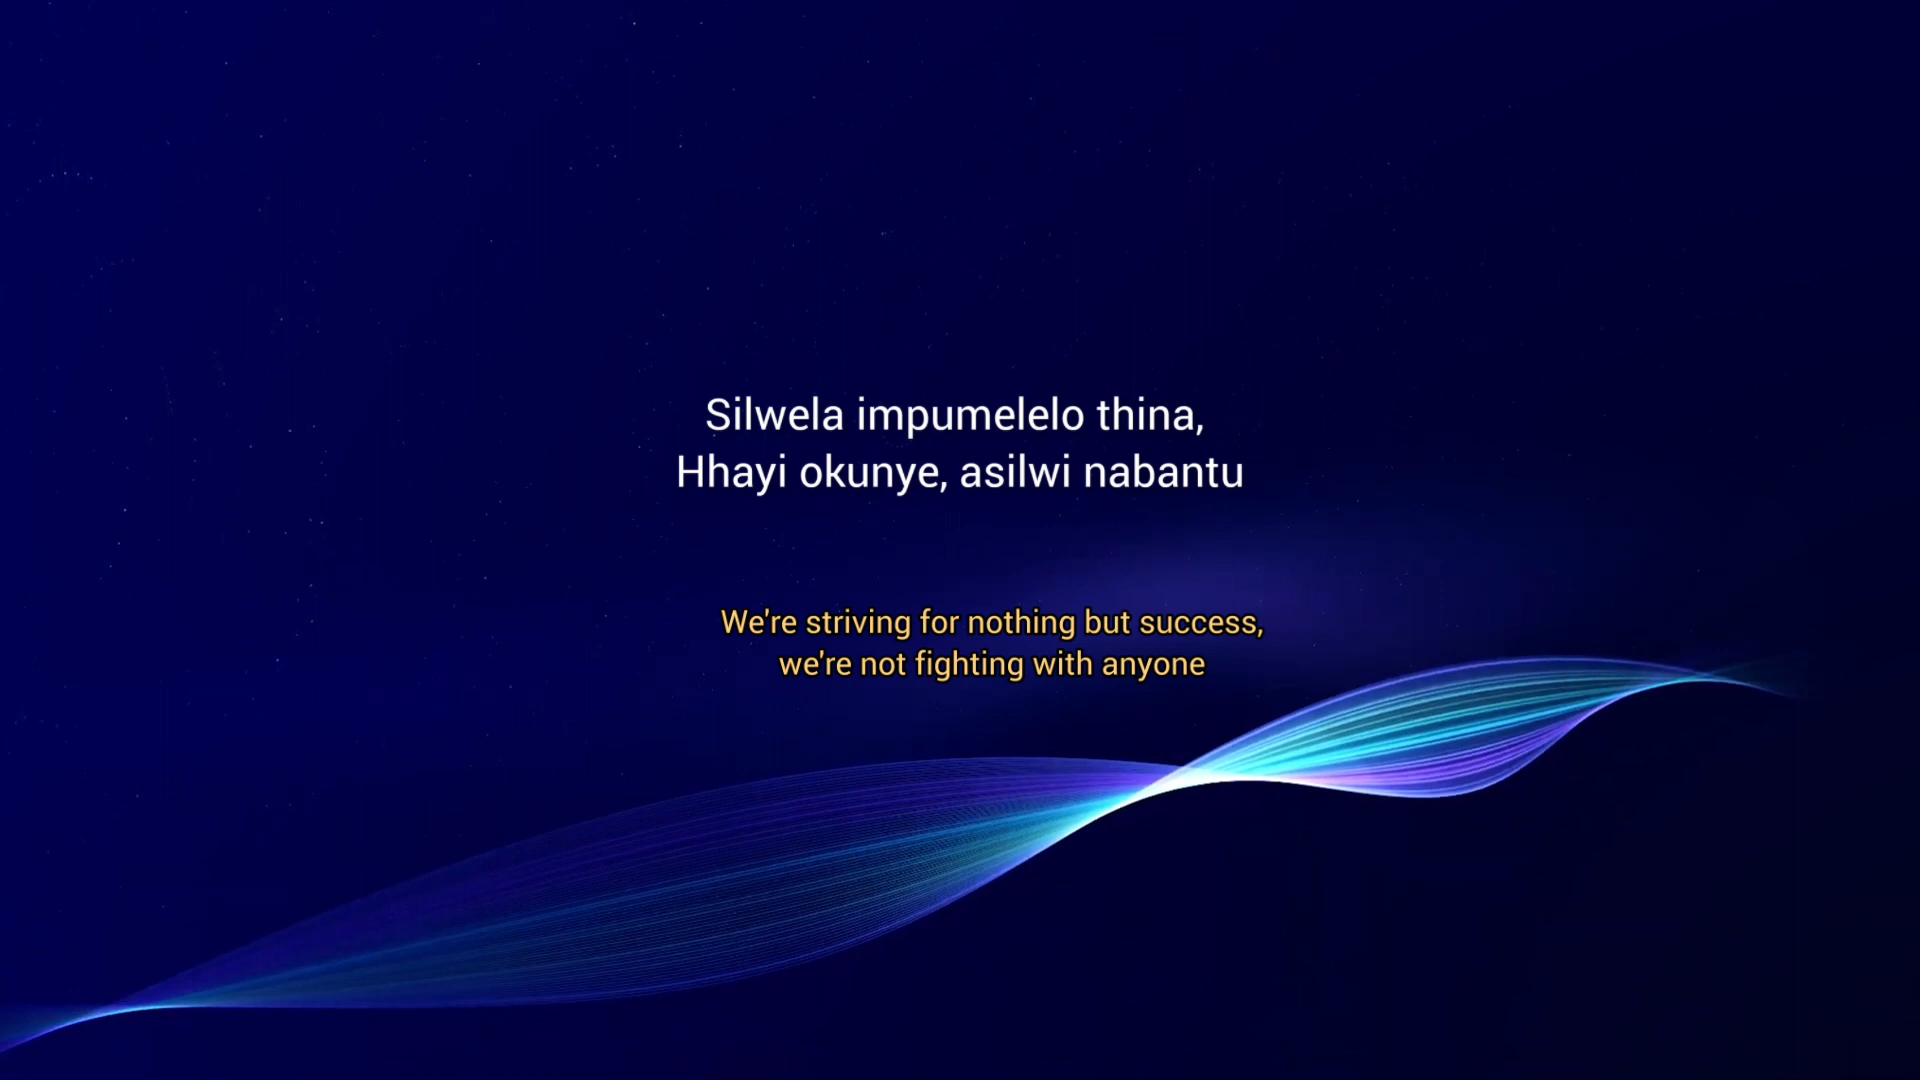 Silwela impumelelo thina,
Hhayi okunye, asilwi nabantu
We're striving for nothing but success,
we're not fighting with anyone